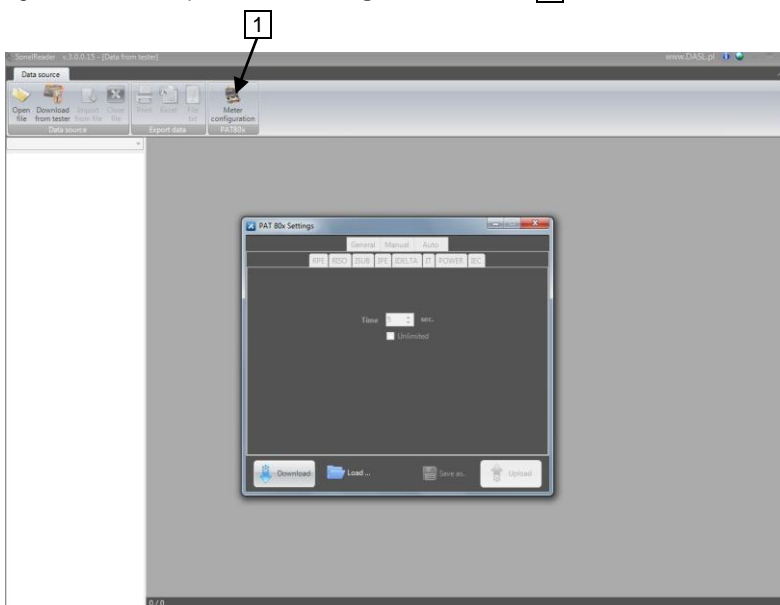 1
SonelReader v.3.0.0.15 - [Data from tester]
www.DASL.pl
Data source
Open file
Download from tester
Import from file
Close file
Print
Excel
File txt
Meter configuration
Data source
Export data
PAT80x
PAT 80x Settings
General Manual Auto
RPE RISO ISUB IPE IDELTA IT POWER IEC
Time 5 sec.
Unlimited
Download
Load ...
Save as..
Upload
0 / 0